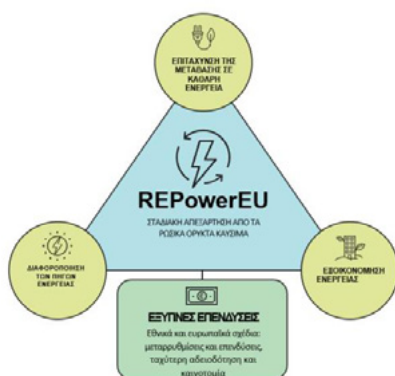 ΕΠΙΤΑΧΥΝΣΗ ΤΗΣ
ΜΕΤΑΒΑΣΗΣ ΣΕ
ΚΑΘΑΡΗ
ΕΝΕΡΓΕΙΑ
REPowerEU
ΣΤΑΔΙΑΚΗ ΑΠΕΞΑΡΤΗΣΗ ΑΠΟ ΤΑ
ΡΩΣΙΚΑ ΟΡΥΚΤΑ ΚΑΥΣΙΜΑ
ΔΙΑΦΟΡΟΠΟΙΗΣΗ
ΤΩΝ ΠΗΓΩΝ
ΕΝΕΡΓΕΙΑΣ
ΕΞΟΙΚΟΝΟΜΗΣΗ
ΕΝΕΡΓΕΙΑΣ
ΕΞΥΠΝΕΣ ΕΠΕΝΔΥΣΕΙΣ
Εθνικά και ευρωπαϊκά σχέδια:
μεταρρυθμίσεις και επενδύσεις,
ταχύτερη αδειοδότηση και
καινοτομία